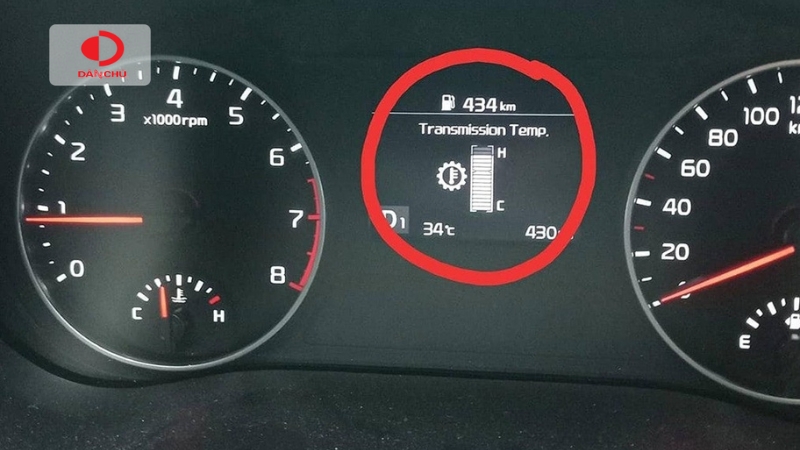 DANCHU
0 1 2 3 4 5 6 7 8
x1000rpm
C H
434 km
Transmission Temp.
H
C
D1
34°C
430
20 40 60 80 100
E